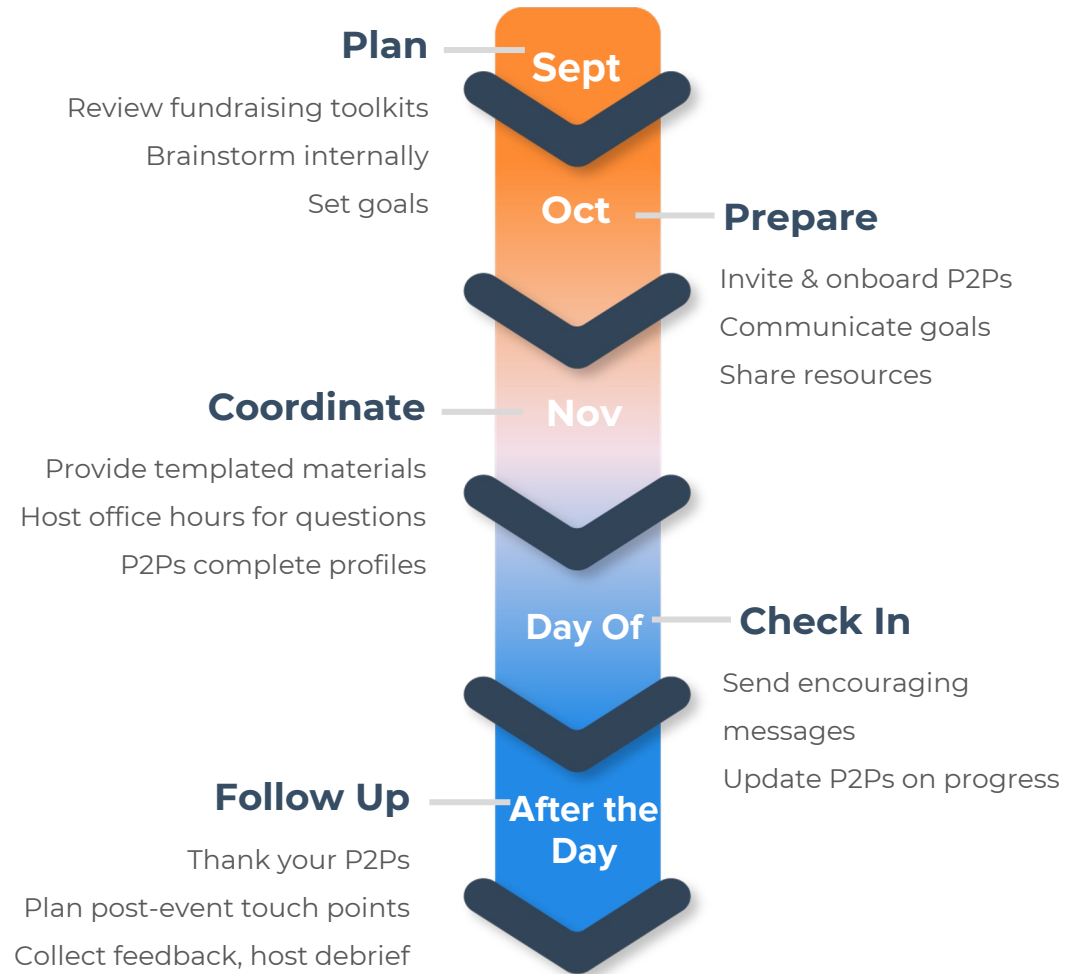 Plan
Sept
Review fundraising toolkits
Brainstorm internally
Set goals
Oct
Prepare
Invite & onboard P2Ps
Communicate goals
Share resources
Coordinate
Nov
Provide templated materials
Host office hours for questions
P2Ps complete profiles
Day Of
Check In
Send encouraging
messages
Update P2Ps on progress
Follow Up
After the
Day
Thank your P2Ps
Plan post-event touch points
Collect feedback, host debrief